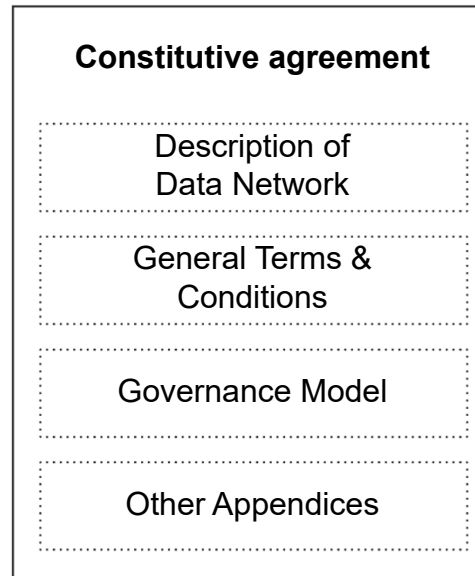 Constitutive agreement
Description of
Data Network
General Terms &
Conditions
Governance Model
Other Appendices